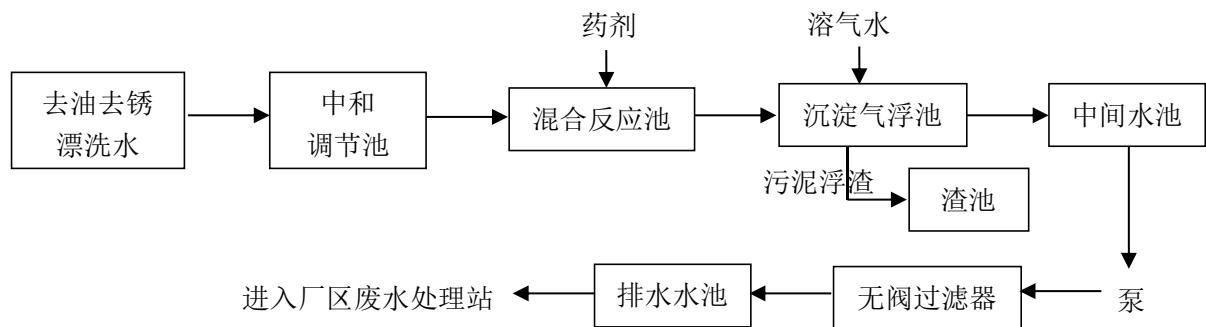 药剂
溶气水
去油去锈
漂洗水
中和
调节池
混合反应池
沉淀气浮池
中间水池
污泥浮渣
渣池
进入厂区废水处理站
排水水池
无阀过滤器
泵